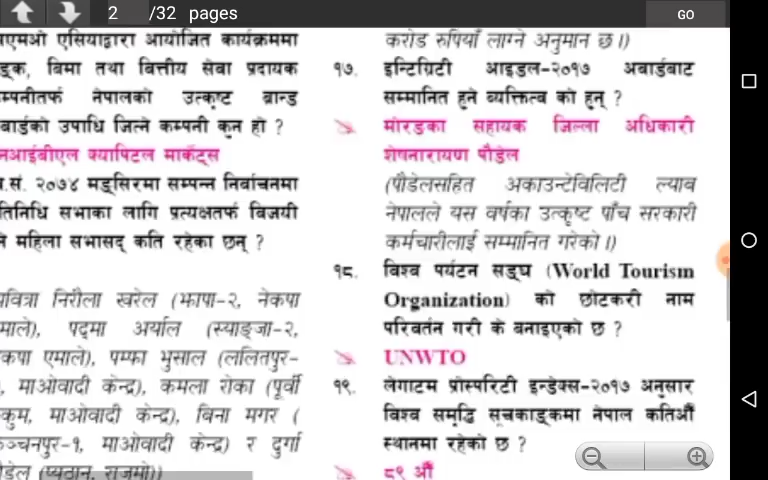 2 /32 pages GO
एमओ एसियाद्वारा आयोजित कार्यक्रममा
ङ्क, बिमा तथा बित्तीय सेवा प्रदायक
म्पनीतर्फ नेपालको उत्कृष्ट ब्रान्ड
वार्डको उपाधि जित्ने कम्पनी कुन हो ?
नआईबीएल क्यापिटल मार्केट्स
.सं. २०७४ मङ्सिरमा सम्पन्न निर्वाचनमा
तिनिधि सभाका लागि प्रत्यक्षतर्फ बिजयी
ने महिला सभासद् कति रहेका छन् ?
पवित्रा निरौला खरेल (झापा-२, नेकपा
माले), पद्मा अर्याल (स्याङ्जा-२,
कपा एमाले), पम्फा भुसाल (ललितपुर-
, माओवादी केन्द्र), कमला रोका (पूर्वी
कुम, माओवादी केन्द्र), बिना मगर (
ञ्चनपुर-१, माओवादी केन्द्र) र दुर्गा
ौडेल (प्यूठान, राजमो))
करोड रुपियाँ लाग्ने अनुमान छ ।)
१७. इन्टिग्रिटी आइडल-२०१७ अवार्डबाट
सम्मानित हुने व्यक्तित्व को हुन् ?
मोरङका सहायक जिल्ला अधिकारी
शेषनारायण पौडेल
(पौडेलसहित अकाउन्टेविलिटी ल्याव
नेपालले यस वर्षका उत्कृष्ट पाँच सरकारी
कर्मचारीलाई सम्मानित गरेको ।)
१८. विश्व पर्यटन सङ्घ (World Tourism
Organization) को छोटकरी नाम
परिवर्तन गरी के बनाइएको छ ?
UNWTO
१९. लेगाटम प्रोस्परिटी इन्डेक्स-२०१७ अनुसार
विश्व समृद्धि सूचकाङ्कमा नेपाल कतिऔँ
स्थानमा रहेको छ ?
८९ औँ